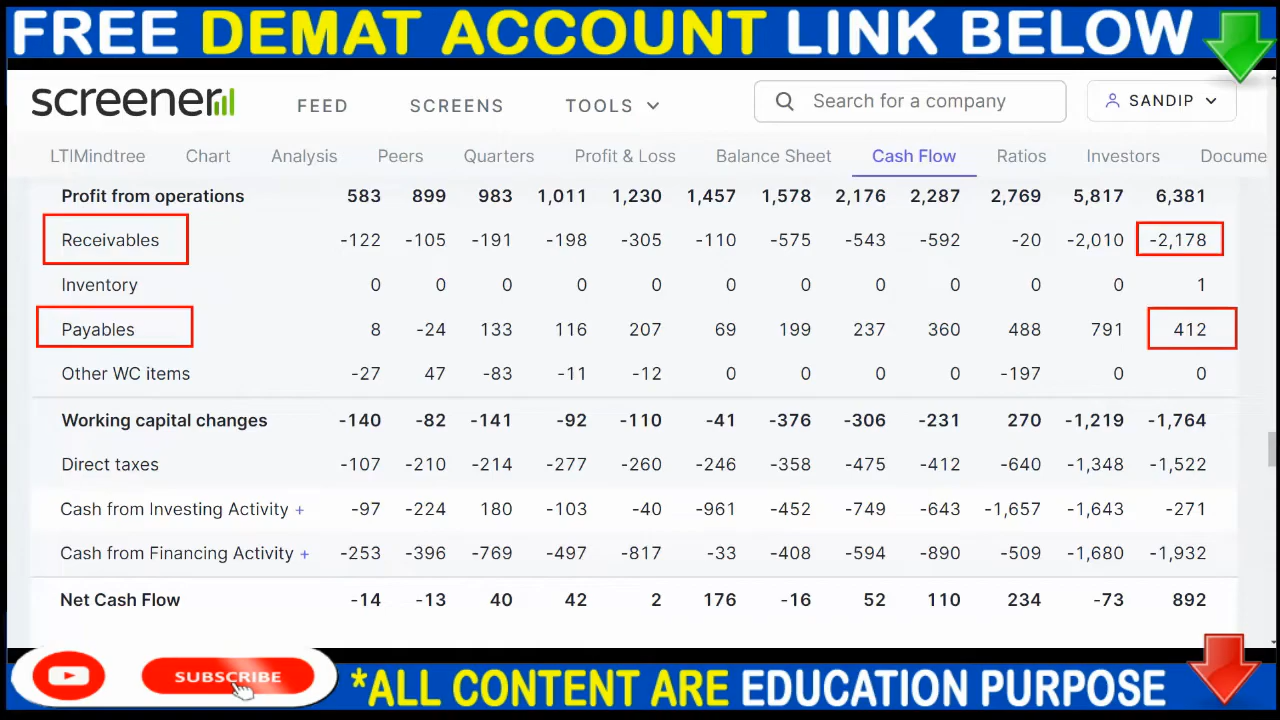 FREE DEMAT ACCOUNT LINK BELOW
screener FEED SCREENS TOOLS Search for a company SANDIP
LTIMindtree Chart Analysis Peers Quarters Profit & Loss Balance Sheet Cash Flow Ratios Investors Docume
Profit from operations 583 899 983 1,011 1,230 1,457 1,578 2,176 2,287 2,769 5,817 6,381
Receivables -122 -105 -191 -198 -305 -110 -575 -543 -592 -20 -2,010 -2,178
Inventory 0 0 0 0 0 0 0 0 0 0 0 1
Payables 8 -24 133 116 207 69 199 237 360 488 791 412
Other WC items -27 47 -83 -11 -12 0 0 0 0 -197 0 0
Working capital changes -140 -82 -141 -92 -110 -41 -376 -306 -231 270 -1,219 -1,764
Direct taxes -107 -210 -214 -277 -260 -246 -358 -475 -412 -640 -1,348 -1,522
Cash from Investing Activity + -97 -224 180 -103 -40 -961 -452 -749 -643 -1,657 -1,643 -271
Cash from Financing Activity + -253 -396 -769 -497 -817 -33 -408 -594 -890 -509 -1,680 -1,932
Net Cash Flow -14 -13 40 42 2 176 -16 52 110 234 -73 892
SUBSCRIBE *ALL CONTENT ARE EDUCATION PURPOSE